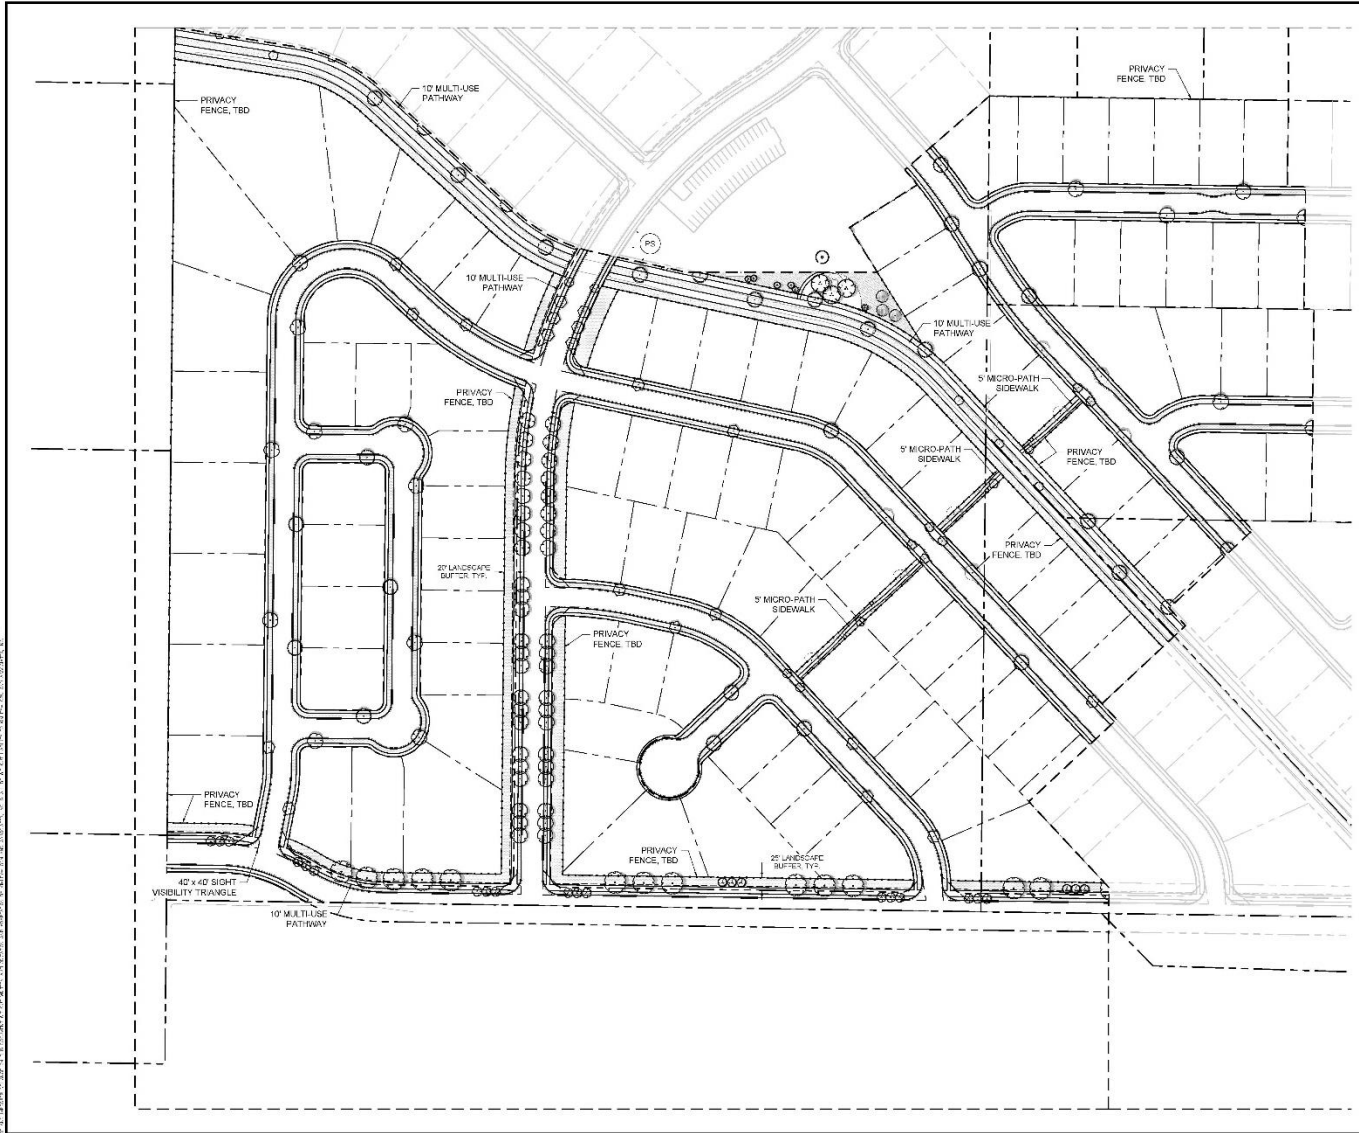 PRIVACY
FENCE, TBD
10' MULTI-USE
PATHWAY
PRIVACY
FENCE, TBD
PS
10' MULTI-USE
PATHWAY
10' MULTI-USE
PATHWAY
5' MICRO-PATH
SIDEWALK
PRIVACY
FENCE, TBD
5' MICRO-PATH
SIDEWALK
PRIVACY
FENCE, TBD
PRIVACY
FENCE, TBD
20' LANDSCAPE
BUFFER, TYP.
5' MICRO-PATH
SIDEWALK
PRIVACY
FENCE, TBD
PRIVACY
FENCE, TBD
PRIVACY
FENCE, TBD
25' LANDSCAPE
BUFFER, TYP.
40' x 40' SIGHT
VISIBILITY TRIANGLE
10' MULTI-USE
PATHWAY